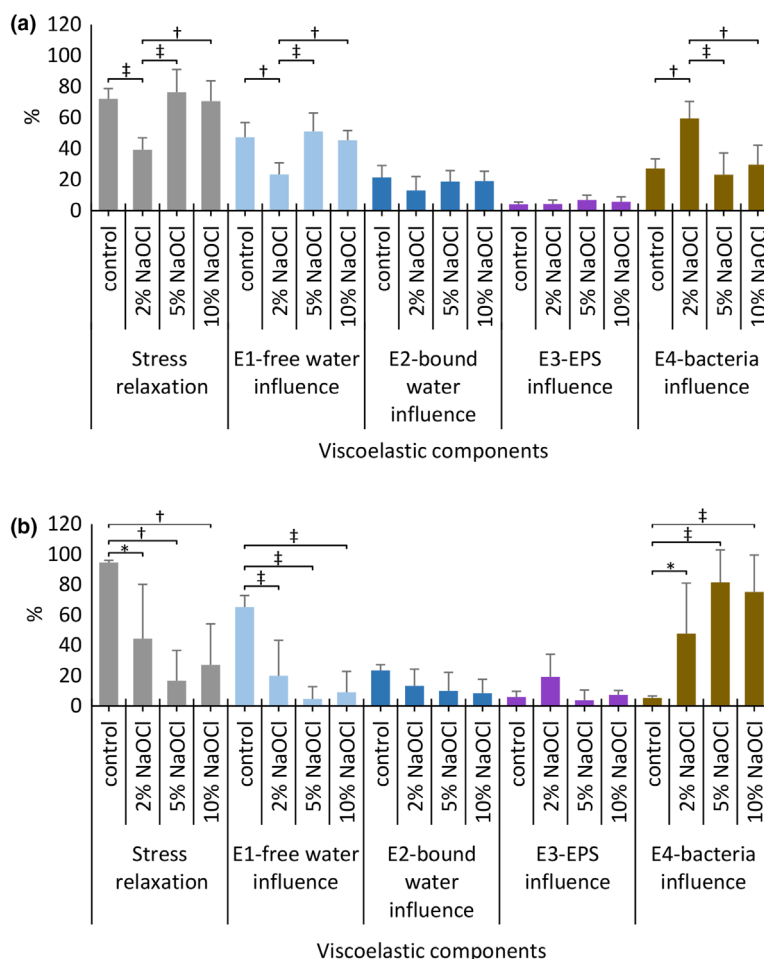 (a)
120
100
80
60
40
20
0
%
‡ ‡ † † ‡ † † ‡ †
control 2% NaOCl 5% NaOCl 10% NaOCl control 2% NaOCl 5% NaOCl 10% NaOCl control 2% NaOCl 5% NaOCl 10% NaOCl control 2% NaOCl 5% NaOCl 10% NaOCl control 2% NaOCl 5% NaOCl 10% NaOCl
Stress
relaxation
E1-free water
influence
E2-bound
water
influence
E3-EPS
influence
E4-bacteria
influence
Viscoelastic components
(b)
120
100
80
60
40
20
0
%
* † † ‡ ‡ ‡ * ‡ ‡
control 2% NaOCl 5% NaOCl 10% NaOCl control 2% NaOCl 5% NaOCl 10% NaOCl control 2% NaOCl 5% NaOCl 10% NaOCl control 2% NaOCl 5% NaOCl 10% NaOCl control 2% NaOCl 5% NaOCl 10% NaOCl
Stress
relaxation
E1-free water
influence
E2-bound
water
influence
E3-EPS
influence
E4-bacteria
influence
Viscoelastic components